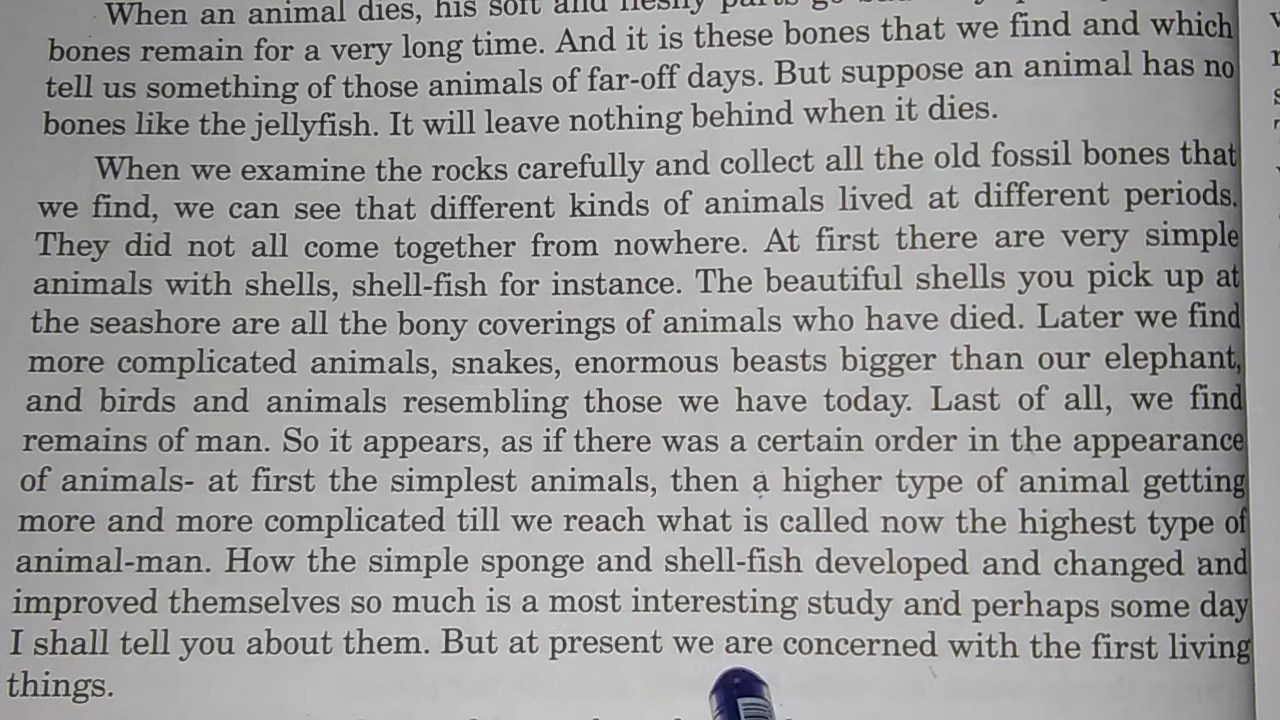 When an animal dies, his soft and fleshy parts go
bones remain for a very long time. And it is these bones that we find and which
tell us something of those animals of far-off days. But suppose an animal has no
bones like the jellyfish. It will leave nothing behind when it dies.
When we examine the rocks carefully and collect all the old fossil bones that
we find, we can see that different kinds of animals lived at different periods.
They did not all come together from nowhere. At first there are very simple
animals with shells, shell-fish for instance. The beautiful shells you pick up at
the seashore are all the bony coverings of animals who have died. Later we find
more complicated animals, snakes, enormous beasts bigger than our elephant,
and birds and animals resembling those we have today. Last of all, we find
remains of man. So it appears, as if there was a certain order in the appearance
of animals- at first the simplest animals, then a higher type of animal getting
more and more complicated till we reach what is called now the highest type of
animal-man. How the simple sponge and shell-fish developed and changed and
improved themselves so much is a most interesting study and perhaps some day
I shall tell you about them. But at present we are concerned with the first living
things.